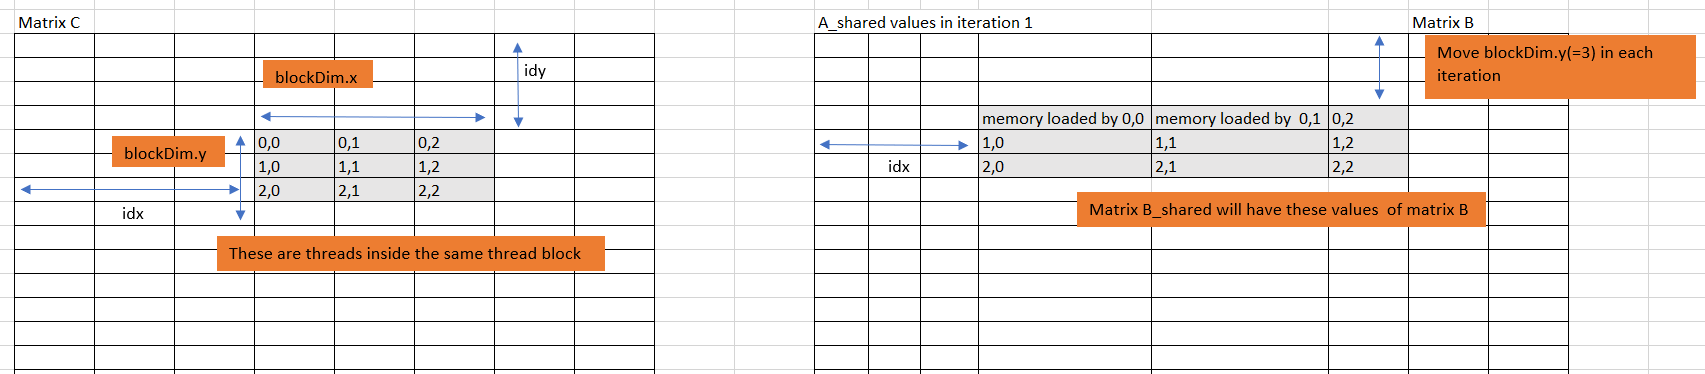 Matrix C
A_shared values in iteration 1
Matrix B
blockDim.x
idy
Move blockDim.y(=3) in each
iteration
blockDim.y
0,0 0,1 0,2
1,0 1,1 1,2
2,0 2,1 2,2
idx
These are threads inside the same thread block
memory loaded by 0,0 memory loaded by  0,1 0,2
1,0 1,1 1,2
2,0 2,1 2,2
idx
Matrix B_shared will have these values  of matrix B